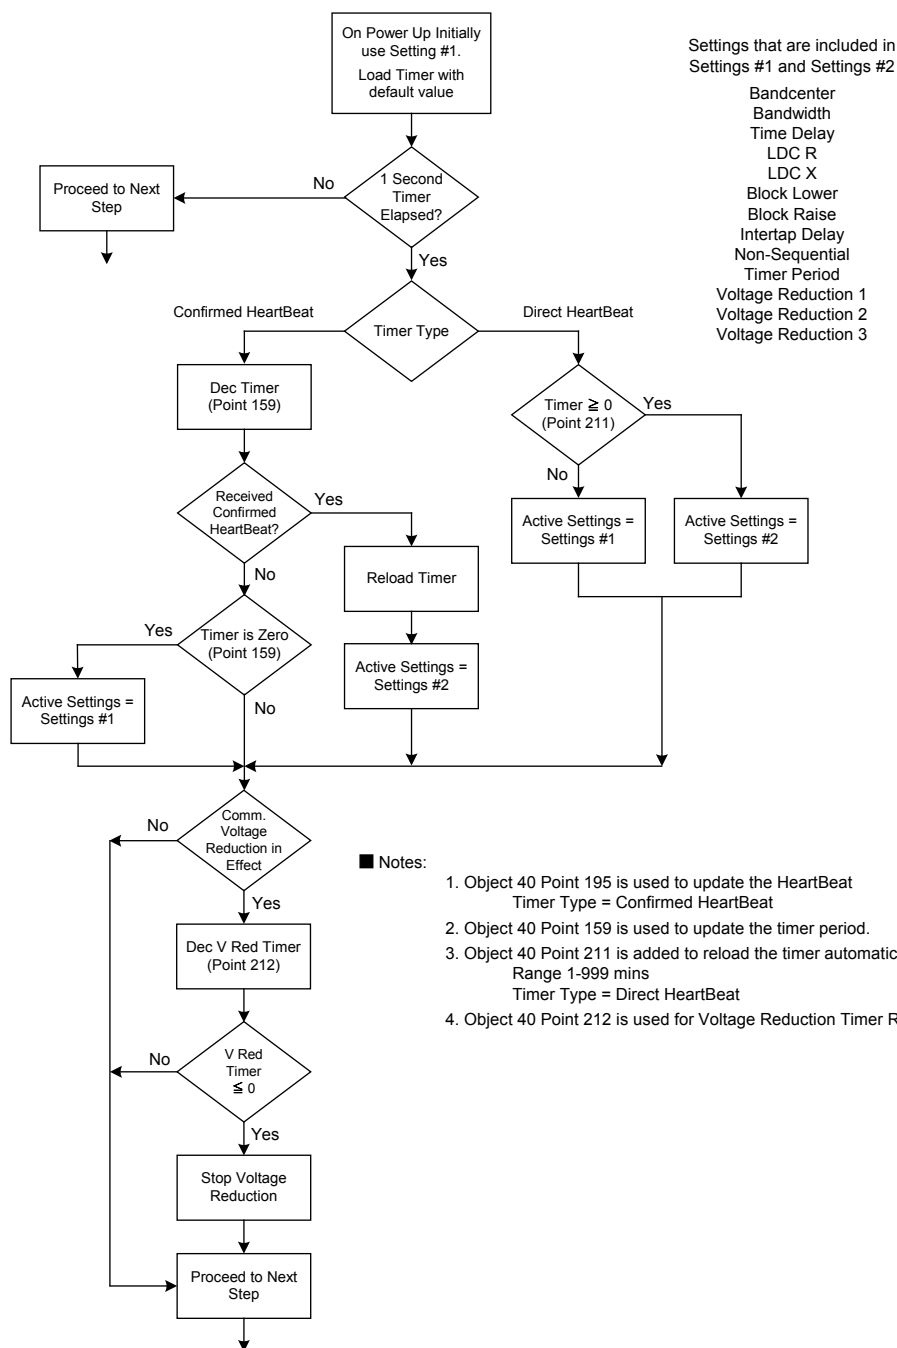 On Power Up Initially
use Setting #1.
Load Timer with
default value
Settings that are included in
Settings #1 and Settings #2
Bandcenter
Bandwidth
Time Delay
LDC R
LDC X
Block Lower
Block Raise
Intertap Delay
Non-Sequential
Timer Period
Voltage Reduction 1
Voltage Reduction 2
Voltage Reduction 3
1 Second
Timer
Elapsed?
No
Proceed to Next
Step
Yes
Confirmed HeartBeat
Timer Type
Direct HeartBeat
Dec Timer
(Point 159)
Timer ≧ 0
(Point 211)
Yes
No
Received
Confirmed
HeartBeat?
Yes
No
Active Settings =
Settings #1
Active Settings =
Settings #2
Reload Timer
Timer is Zero
(Point 159)
Yes
No
Active Settings =
Settings #2
Active Settings =
Settings #1
Comm.
Voltage
Reduction in
Effect
No
Yes
Dec V Red Timer
(Point 212)
V Red
Timer
≦ 0
No
Yes
Stop Voltage
Reduction
Proceed to Next
Step
■ Notes:
1. Object 40 Point 195 is used to update the HeartBeat
Timer Type = Confirmed HeartBeat
2. Object 40 Point 159 is used to update the timer period.
3. Object 40 Point 211 is added to reload the timer automatic
Range 1-999 mins
Timer Type = Direct HeartBeat
4. Object 40 Point 212 is used for Voltage Reduction Timer R